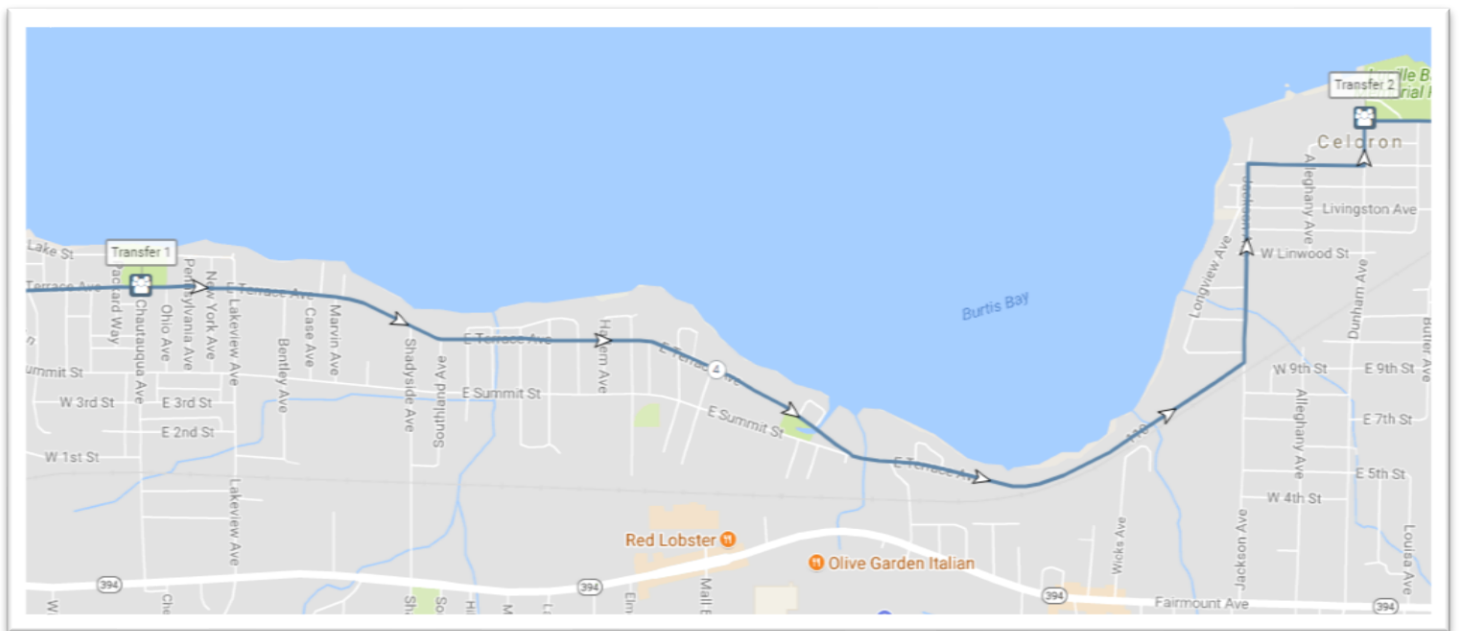 Transfer 2
Celoron
Alleghany Ave
Livingston Ave
W Linwood St
Longview Ave
Dunham Ave
Burtis Bay
Lake St
Transfer 1
Terrace Ave
Packard Way
Chautauqua Ave
Ohio Ave
Pennsylvania Ave
New York Ave
Lakeview Ave
E Terrace Ave
Case Ave
Marvin Ave
Bentley Ave
Shadyside Ave
Southland Ave
E Terrace Ave
E Terrace Ave
4
W 9th St
E 9th St
Butler Ave
ummit St
W 3rd St
E 3rd St
E Summit St
E Summit St
Alleghany Ave
E 2nd St
E 7th St
W 1st St
E Terrace Ave
E 5th St
W 4th St
Lakeview Ave
Wicks Ave
Jackson Ave
Louisa Ave
Red Lobster
Olive Garden Italian
394
394
394
394
Fairmount Ave
Mall B